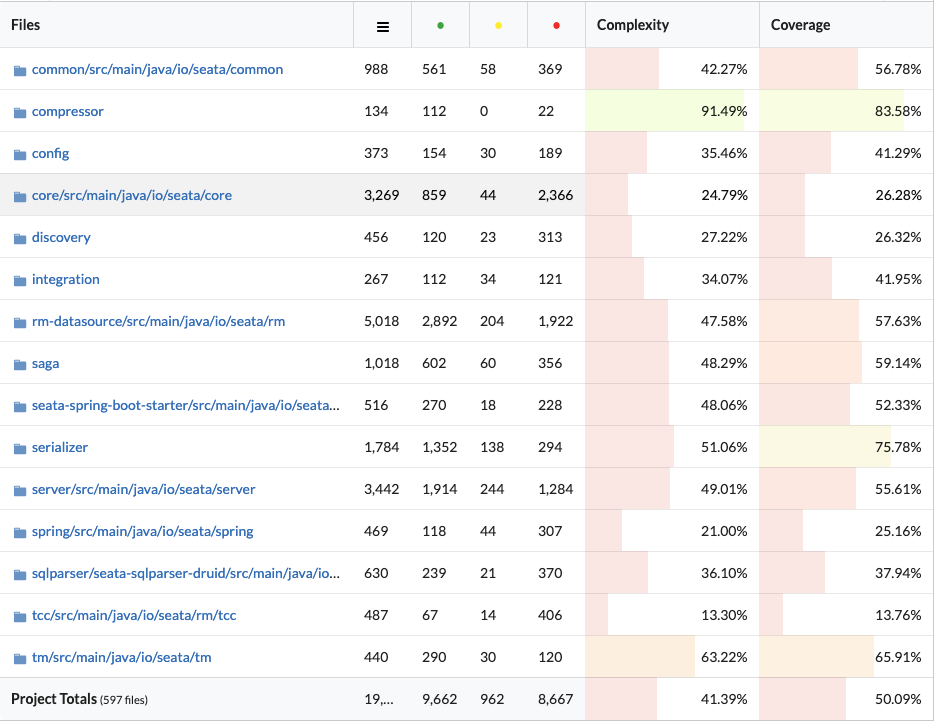 Files Complexity Coverage
common/src/main/java/io/seata/common 988 561 58 369 42.27% 56.78%
compressor 134 112 0 22 91.49% 83.58%
config 373 154 30 189 35.46% 41.29%
core/src/main/java/io/seata/core 3,269 859 44 2,366 24.79% 26.28%
discovery 456 120 23 313 27.22% 26.32%
integration 267 112 34 121 34.07% 41.95%
rm-datasource/src/main/java/io/seata/rm 5,018 2,892 204 1,922 47.58% 57.63%
saga 1,018 602 60 356 48.29% 59.14%
seata-spring-boot-starter/src/main/java/io/seata... 516 270 18 228 48.06% 52.33%
serializer 1,784 1,352 138 294 51.06% 75.78%
server/src/main/java/io/seata/server 3,442 1,914 244 1,284 49.01% 55.61%
spring/src/main/java/io/seata/spring 469 118 44 307 21.00% 25.16%
sqlparser/seata-sqlparser-druid/src/main/java/io... 630 239 21 370 36.10% 37.94%
tcc/src/main/java/io/seata/rm/tcc 487 67 14 406 13.30% 13.76%
tm/src/main/java/io/seata/tm 440 290 30 120 63.22% 65.91%
Project Totals (597 files) 19,... 9,662 962 8,667 41.39% 50.09%